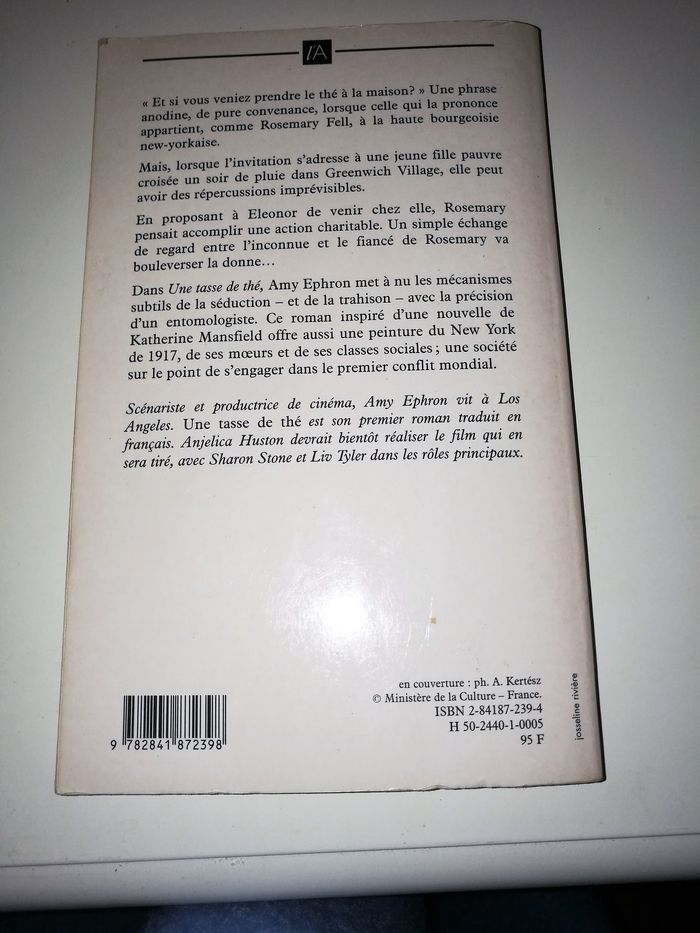 l'A
« Et si vous veniez prendre le thé à la maison? » Une phrase
anodine, de pure convenance, lorsque celle qui la prononce
appartient, comme Rosemary Fell, à la haute bourgeoisie
new-yorkaise.
Mais, lorsque l'invitation s'adresse à une jeune fille pauvre
croisée un soir de pluie dans Greenwich Village, elle peut
avoir des répercussions imprévisibles.
En proposant à Eleonor de venir chez elle, Rosemary
pensait accomplir une action charitable. Un simple échange
de regard entre l'inconnue et le fiancé de Rosemary va
bouleverser la donne…
Dans Une tasse de thé, Amy Ephron met à nu les mécanismes
subtils de la séduction – et de la trahison – avec la précision
d'un entomologiste. Ce roman inspiré d'une nouvelle de
Katherine Mansfield offre aussi une peinture du New York
de 1917, de ses mœurs et de ses classes sociales ; une société
sur le point de s'engager dans le premier conflit mondial.
Scénariste et productrice de cinéma, Amy Ephron vit à Los
Angeles. Une tasse de thé est son premier roman traduit en
français. Anjelica Huston devrait bientôt réaliser le film qui en
sera tiré, avec Sharon Stone et Liv Tyler dans les rôles principaux.
en couverture : ph. A. Kertész
© Ministère de la Culture – France.
ISBN 2-84187-239-4
H 50-2440-1-0005
95 F
9 782841 872398
josseline rivière